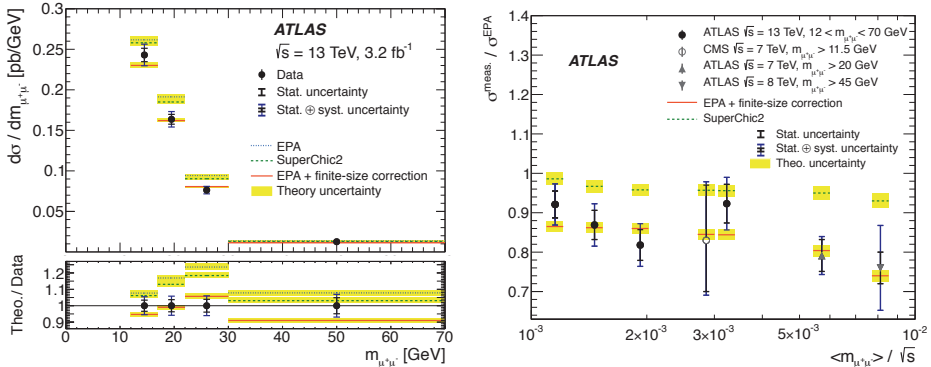 ATLAS
√s = 13 TeV, 3.2 fb⁻¹
Data
Stat. uncertainty
Stat. ⊕ syst. uncertainty
EPA
SuperChic2
EPA + finite-size correction
Theory uncertainty
dσ / dm_μ⁺μ⁻ [pb/GeV]
0.3
0.25
0.2
0.15
0.1
0.05
Theo./ Data
1.2
1.1
1
0.9
0 10 20 30 40 50 60 70
m_μ⁺μ⁻ [GeV]
σ^meas. / σ^EPA
1.4
1.3
1.2
1.1
1
0.9
0.8
0.7
ATLAS
ATLAS √s = 13 TeV, 12 < m_μ⁺μ⁻ < 70 GeV
CMS √s = 7 TeV, m_μ⁺μ⁻ > 11.5 GeV
ATLAS √s = 7 TeV, m_μ⁺μ⁻ > 20 GeV
ATLAS √s = 8 TeV, m_μ⁺μ⁻ > 45 GeV
EPA + finite-size correction
SuperChic2
Stat. uncertainty
Stat. ⊕ syst. uncertainty
Theo. uncertainty
10⁻³ 2×10⁻³ 3×10⁻³ 4×10⁻³ 5×10⁻³ 10⁻²
<m_μ⁺μ⁻> / √s